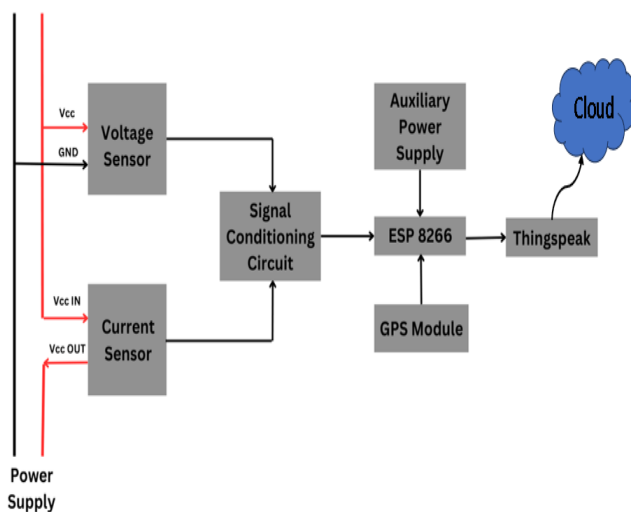 Vcc
GND
Voltage
Sensor
Auxiliary
Power
Supply
Cloud
Signal
Conditioning
Circuit
ESP 8266
Thingspeak
Vcc IN
Vcc OUT
Current
Sensor
GPS Module
Power
Supply